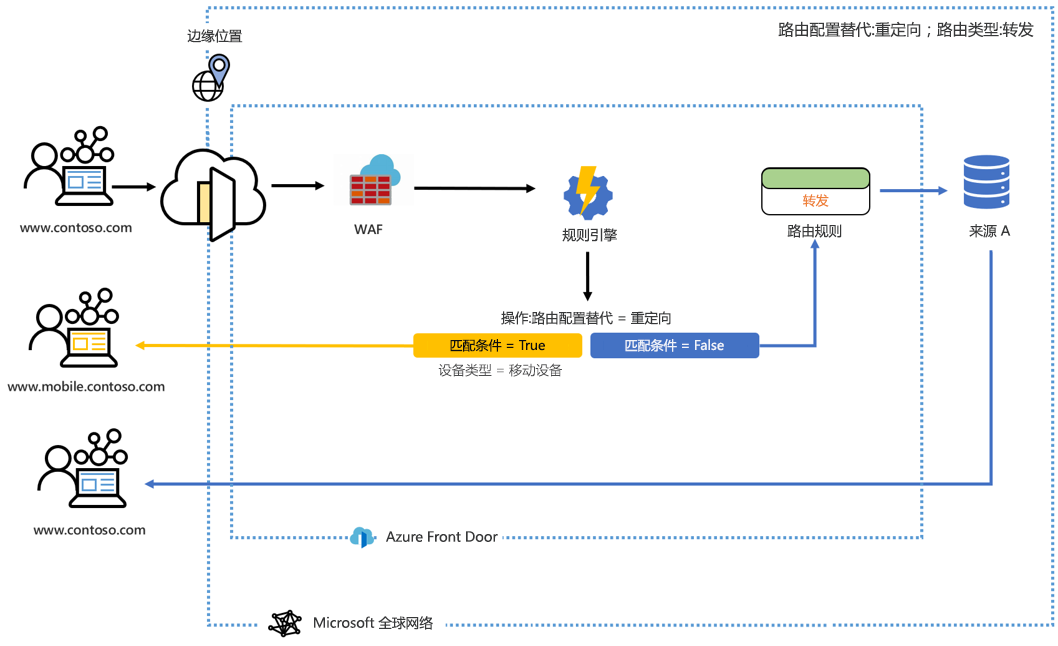 路由配置替代:重定向；路由类型:转发
边缘位置
www.contoso.com
WAF
规则引擎
转发
路由规则
来源 A
操作:路由配置替代 = 重定向
匹配条件 = True
匹配条件 = False
设备类型 = 移动设备
www.mobile.contoso.com
www.contoso.com
Azure Front Door
Microsoft 全球网络